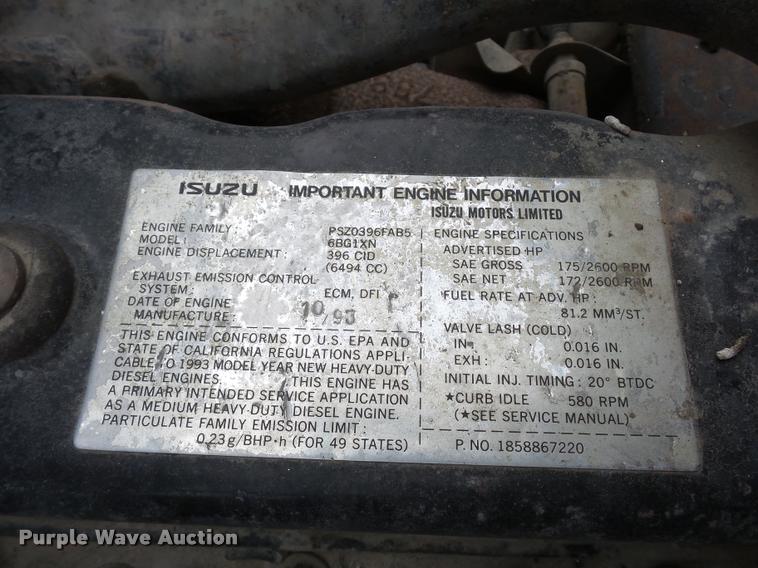 ISUZU IMPORTANT ENGINE INFORMATION
ISUZU MOTORS LIMITED
ENGINE FAMILY: PSZ0396FAB5
MODEL: 6BG1XN
ENGINE DISPLACEMENT: 396 CID
(6494 CC)
EXHAUST EMISSION CONTROL
SYSTEM: ECM, DFI
DATE OF ENGINE
MANUFACTURE: 10/93
THIS ENGINE CONFORMS TO U.S. EPA AND
STATE OF CALIFORNIA REGULATIONS APPLI-
CABLE TO 1993 MODEL YEAR NEW HEAVY-DUTY
DIESEL ENGINES. THIS ENGINE HAS
A PRIMARY INTENDED SERVICE APPLICATION
AS A MEDIUM HEAVY-DUTY DIESEL ENGINE.
PARTICULATE FAMILY EMISSION LIMIT:
0.23g/BHP·h (FOR 49 STATES)
ENGINE SPECIFICATIONS
ADVERTISED HP
SAE GROSS 175/2600 RPM
SAE NET 172/2600 RPM
FUEL RATE AT ADV. HP:
81.2 MM³/ST.
VALVE LASH (COLD)
IN: 0.016 IN.
EXH: 0.016 IN.
INITIAL INJ. TIMING: 20° BTDC
★CURB IDLE 580 RPM
(★SEE SERVICE MANUAL)
P. NO. 1858867220
Purple Wave Auction